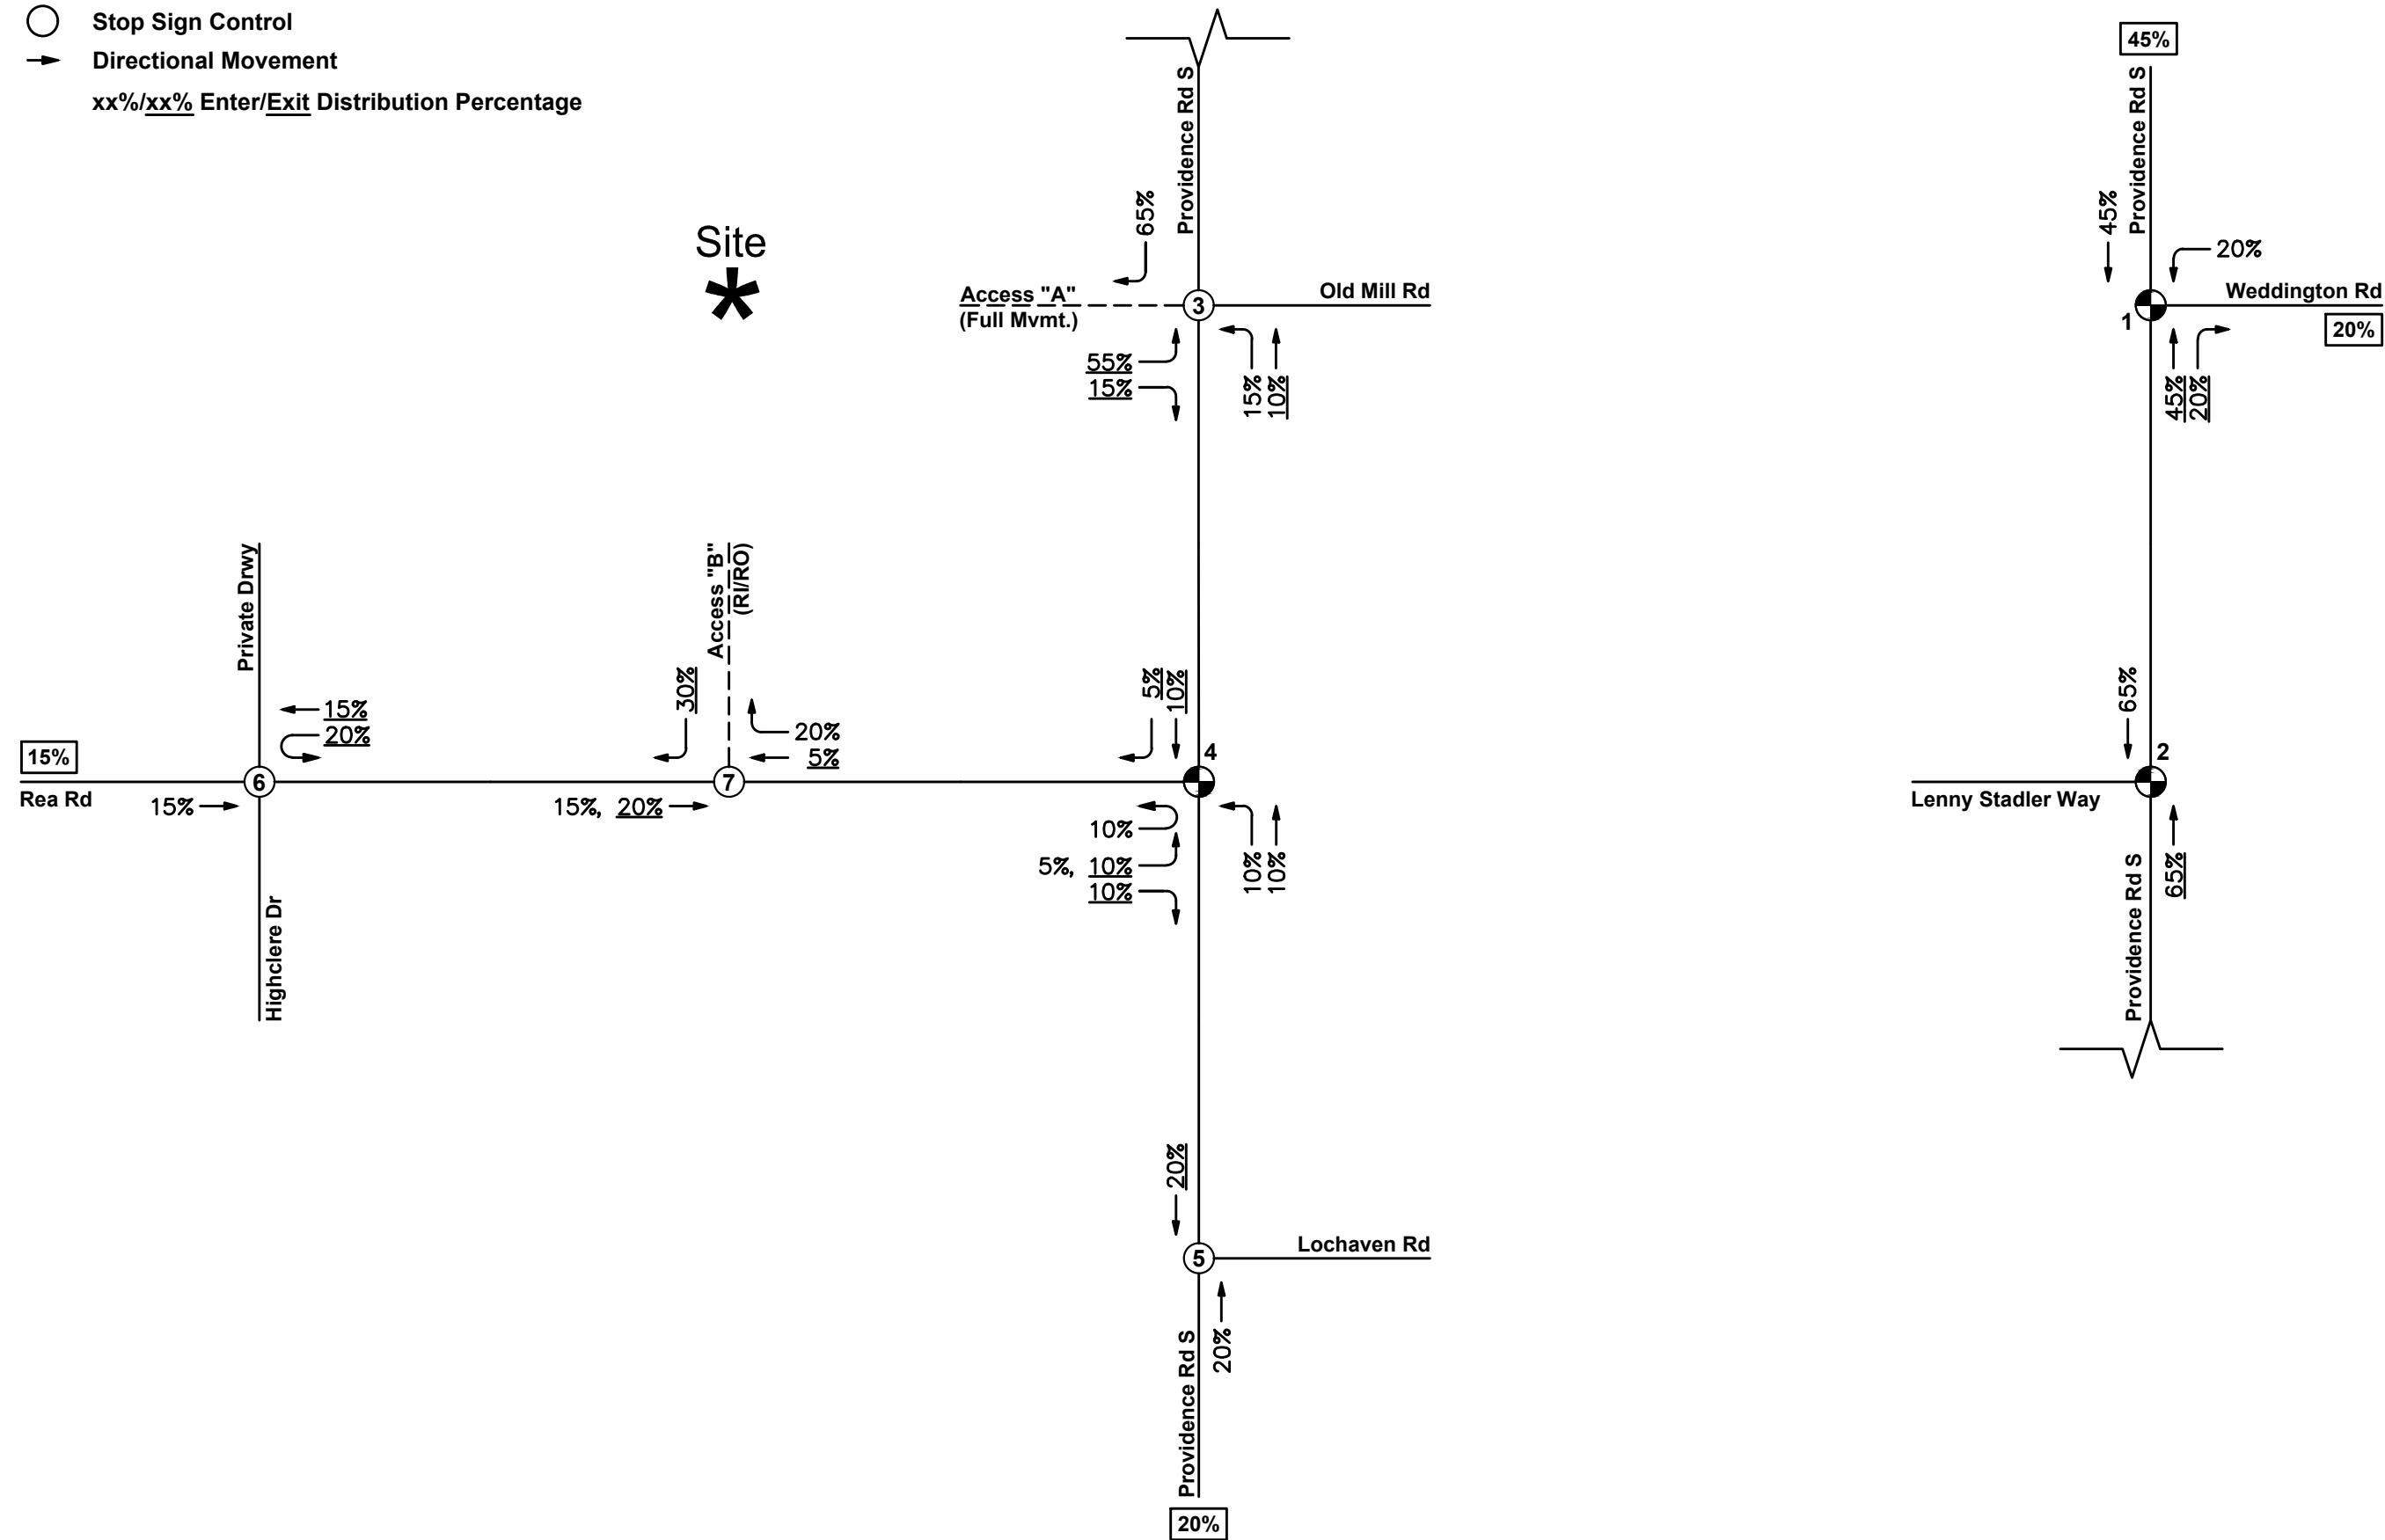 Stop Sign Control
Directional Movement
xx%/xx% Enter/Exit Distribution Percentage
45%
Providence Rd S
Providence Rd S
45%
20%
65%
Site
Access "A"
(Full Mvmt.)
3
Old Mill Rd
Weddington Rd
1
20%
55%
15%
15%
10%
45%
20%
Private Drwy
Access "B"
(RI/RO)
30%
5%
10%
65%
15%
20%
20%
5%
4
2
15%
6
7
Rea Rd
15%
15%, 20%
Lenny Stadler Way
10%
5%, 10%
10%
10%
10%
Providence Rd S
65%
Highclere Dr
20%
5
Lochaven Rd
Providence Rd S
20%
20%